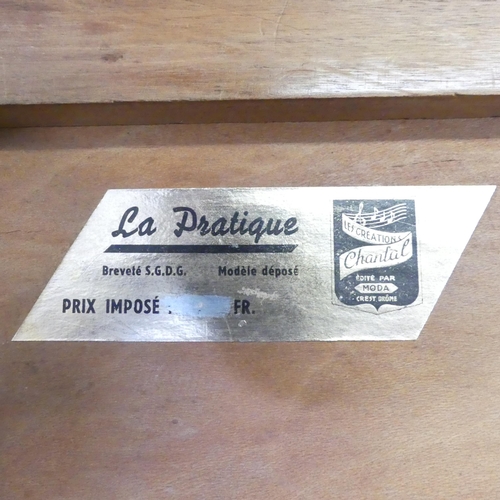 La Pratique
Breveté S.G.D.G. Modèle déposé
PRIX IMPOSÉ : FR.
LES CRÉATIONS
Chantal
ÉDITÉ PAR
MODA
CREST DRÔME